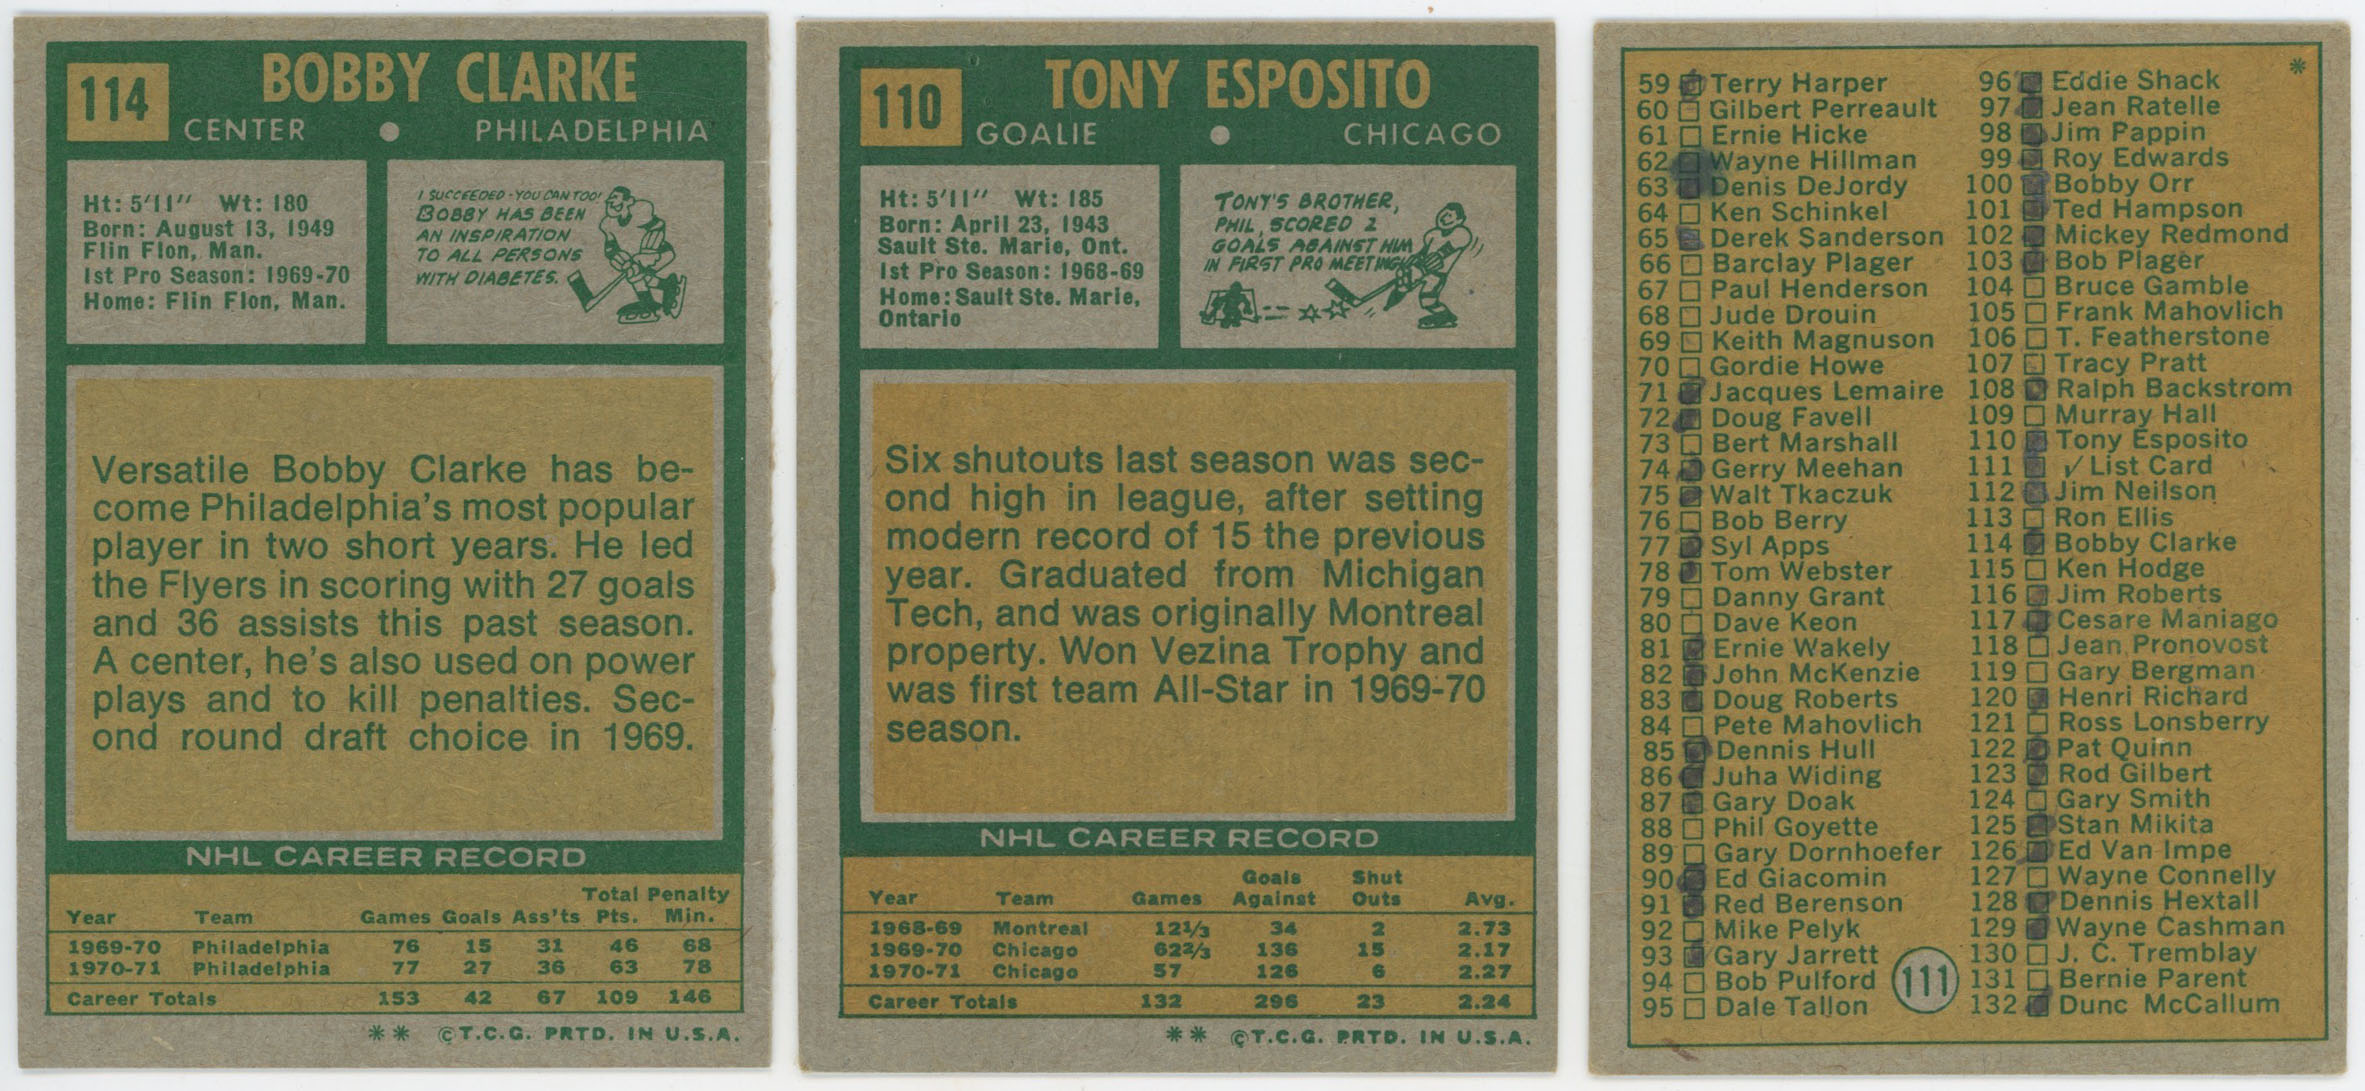 114
BOBBY CLARKE
CENTER ● PHILADELPHIA
Ht: 5'11" Wt: 180
Born: August 13, 1949
Flin Flon, Man.
1st Pro Season: 1969-70
Home: Flin Flon, Man.
I SUCCEEDED - YOU CAN TOO!
BOBBY HAS BEEN
AN INSPIRATION
TO ALL PERSONS
WITH DIABETES.
Versatile Bobby Clarke has be-
come Philadelphia's most popular
player in two short years. He led
the Flyers in scoring with 27 goals
and 36 assists this past season.
A center, he's also used on power
plays and to kill penalties. Sec-
ond round draft choice in 1969.
NHL CAREER RECORD
Total Penalty
Year Team Games Goals Ass'ts Pts. Min.
1969-70 Philadelphia 76 15 31 46 68
1970-71 Philadelphia 77 27 36 63 78
Career Totals 153 42 67 109 146
** ©T.C.G. PRTD. IN U.S.A.
110
TONY ESPOSITO
GOALIE ● CHICAGO
Ht: 5'11" Wt: 185
Born: April 23, 1943
Sault Ste. Marie, Ont.
1st Pro Season: 1968-69
Home: Sault Ste. Marie,
Ontario
TONY'S BROTHER,
PHIL, SCORED 2
GOALS AGAINST HIM
IN FIRST PRO MEETING!
Six shutouts last season was sec-
ond high in league, after setting
modern record of 15 the previous
year. Graduated from Michigan
Tech, and was originally Montreal
property. Won Vezina Trophy and
was first team All-Star in 1969-70
season.
NHL CAREER RECORD
Goals Shut
Year Team Games Against Outs Avg.
1968-69 Montreal 12 1/3 34 2 2.73
1969-70 Chicago 62 2/3 136 15 2.17
1970-71 Chicago 57 126 6 2.27
Career Totals 132 296 23 2.24
** ©T.C.G. PRTD. IN U.S.A.
*
59 Terry Harper
60 Gilbert Perreault
61 Ernie Hicke
62 Wayne Hillman
63 Denis DeJordy
64 Ken Schinkel
65 Derek Sanderson
66 Barclay Plager
67 Paul Henderson
68 Jude Drouin
69 Keith Magnuson
70 Gordie Howe
71 Jacques Lemaire
72 Doug Favell
73 Bert Marshall
74 Gerry Meehan
75 Walt Tkaczuk
76 Bob Berry
77 Syl Apps
78 Tom Webster
79 Danny Grant
80 Dave Keon
81 Ernie Wakely
82 John McKenzie
83 Doug Roberts
84 Pete Mahovlich
85 Dennis Hull
86 Juha Widing
87 Gary Doak
88 Phil Goyette
89 Gary Dornhoefer
90 Ed Giacomin
91 Red Berenson
92 Mike Pelyk
93 Gary Jarrett
94 Bob Pulford
95 Dale Tallon
96 Eddie Shack
97 Jean Ratelle
98 Jim Pappin
99 Roy Edwards
100 Bobby Orr
101 Ted Hampson
102 Mickey Redmond
103 Bob Plager
104 Bruce Gamble
105 Frank Mahovlich
106 T. Featherstone
107 Tracy Pratt
108 Ralph Backstrom
109 Murray Hall
110 Tony Esposito
111 √ List Card
112 Jim Neilson
113 Ron Ellis
114 Bobby Clarke
115 Ken Hodge
116 Jim Roberts
117 Cesare Maniago
118 Jean Pronovost
119 Gary Bergman
120 Henri Richard
121 Ross Lonsberry
122 Pat Quinn
123 Rod Gilbert
124 Gary Smith
125 Stan Mikita
126 Ed Van Impe
127 Wayne Connelly
128 Dennis Hextall
129 Wayne Cashman
130 J. C. Tremblay
131 Bernie Parent
132 Dunc McCallum
111